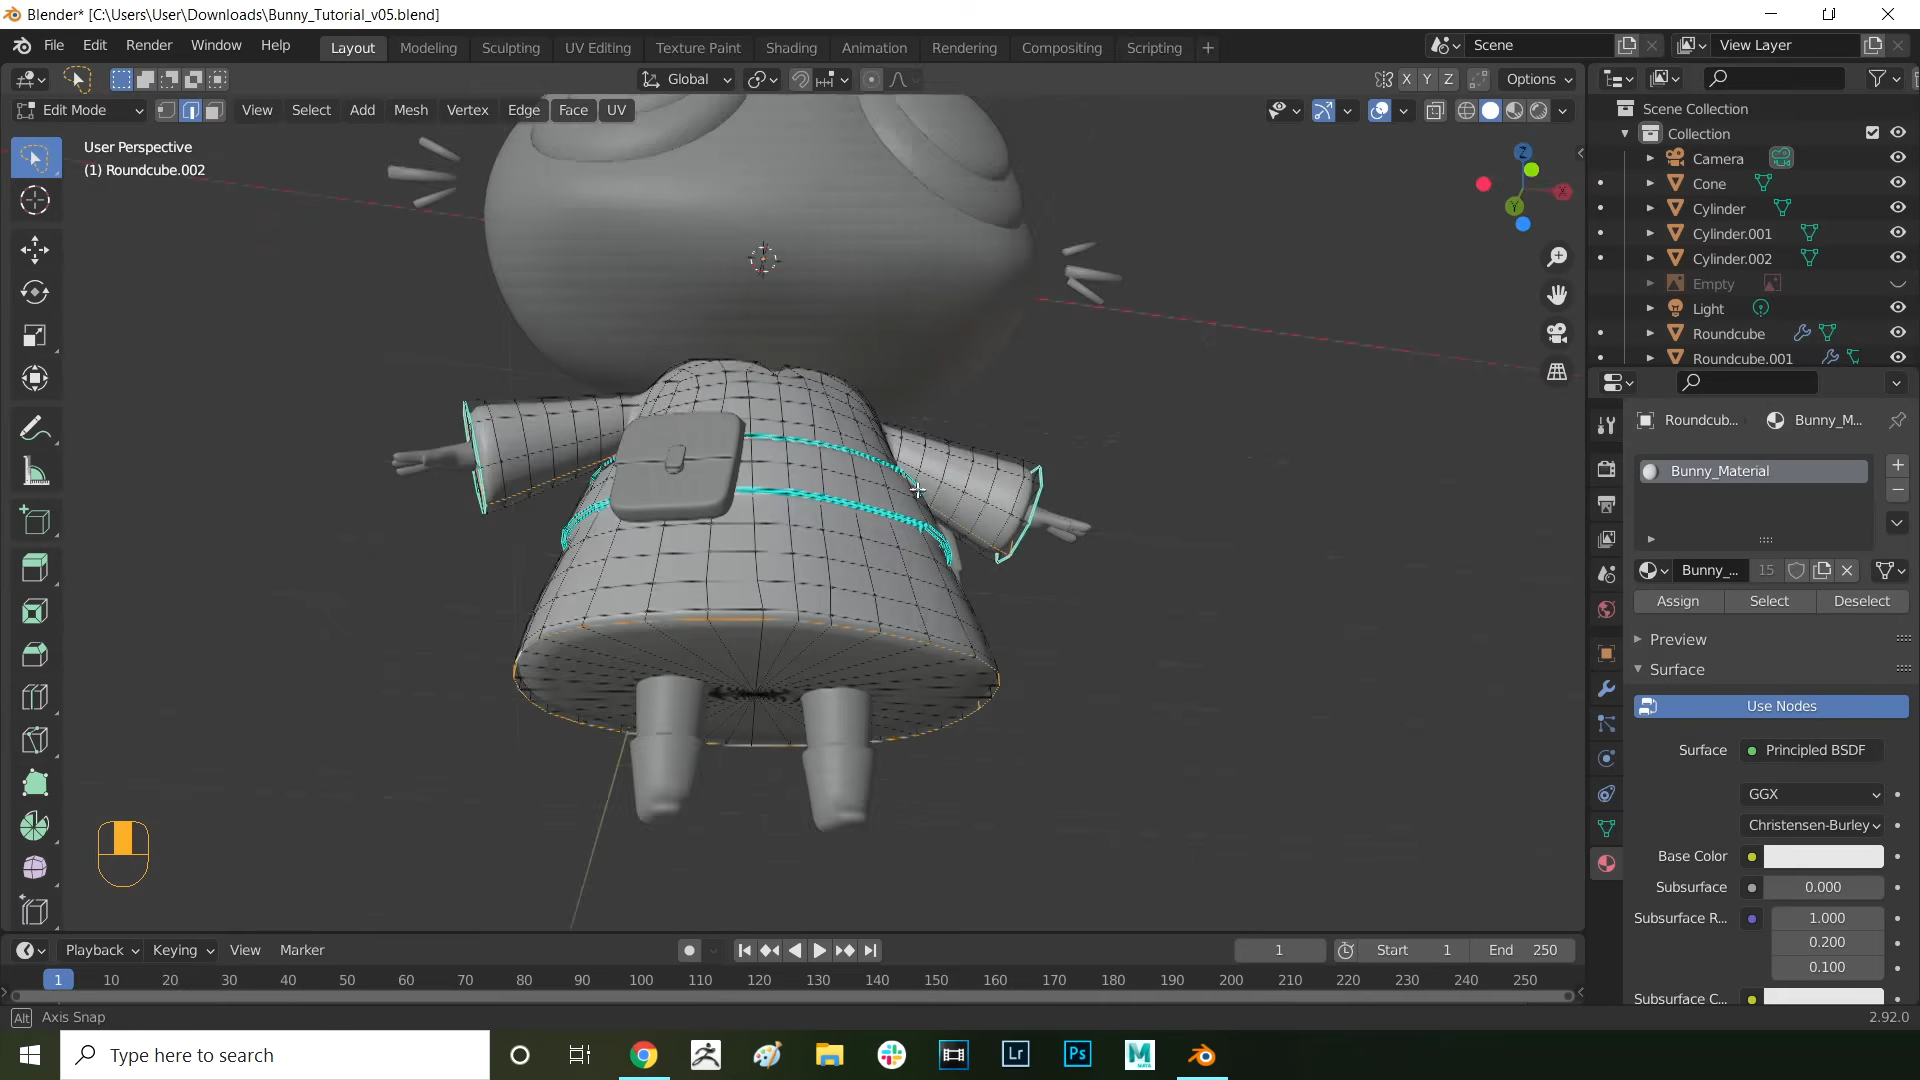 Blender* [C:\Users\User\Downloads\Bunny_Tutorial_v05.blend]
File Edit Render Window Help
Layout Modeling Sculpting UV Editing Texture Paint Shading Animation Rendering Compositing Scripting +
Scene
View Layer
Global
X Y Z
Options
Edit Mode
View Select Add Mesh Vertex Edge Face UV
User Perspective
(1) Roundcube.002
Z
X
Y
Scene Collection
Collection
Camera
Cone
Cylinder
Cylinder.001
Cylinder.002
Empty
Light
Roundcube
Roundcube.001
Roundcub...
Bunny_M...
Bunny_Material
Bunny_...
15
Assign Select Deselect
Preview
Surface
Use Nodes
Surface Principled BSDF
GGX
Christensen-Burley
Base Color
Subsurface 0.000
Subsurface R... 1.000
0.200
0.100
Subsurface C...
Playback Keying View Marker
1
Start 1
End 250
1 10 20 30 40 50 60 70 80 90 100 110 120 130 140 150 160 170 180 190 200 210 220 230 240 250
Alt Axis Snap
2.92.0
Type here to search
Lr
Ps
M